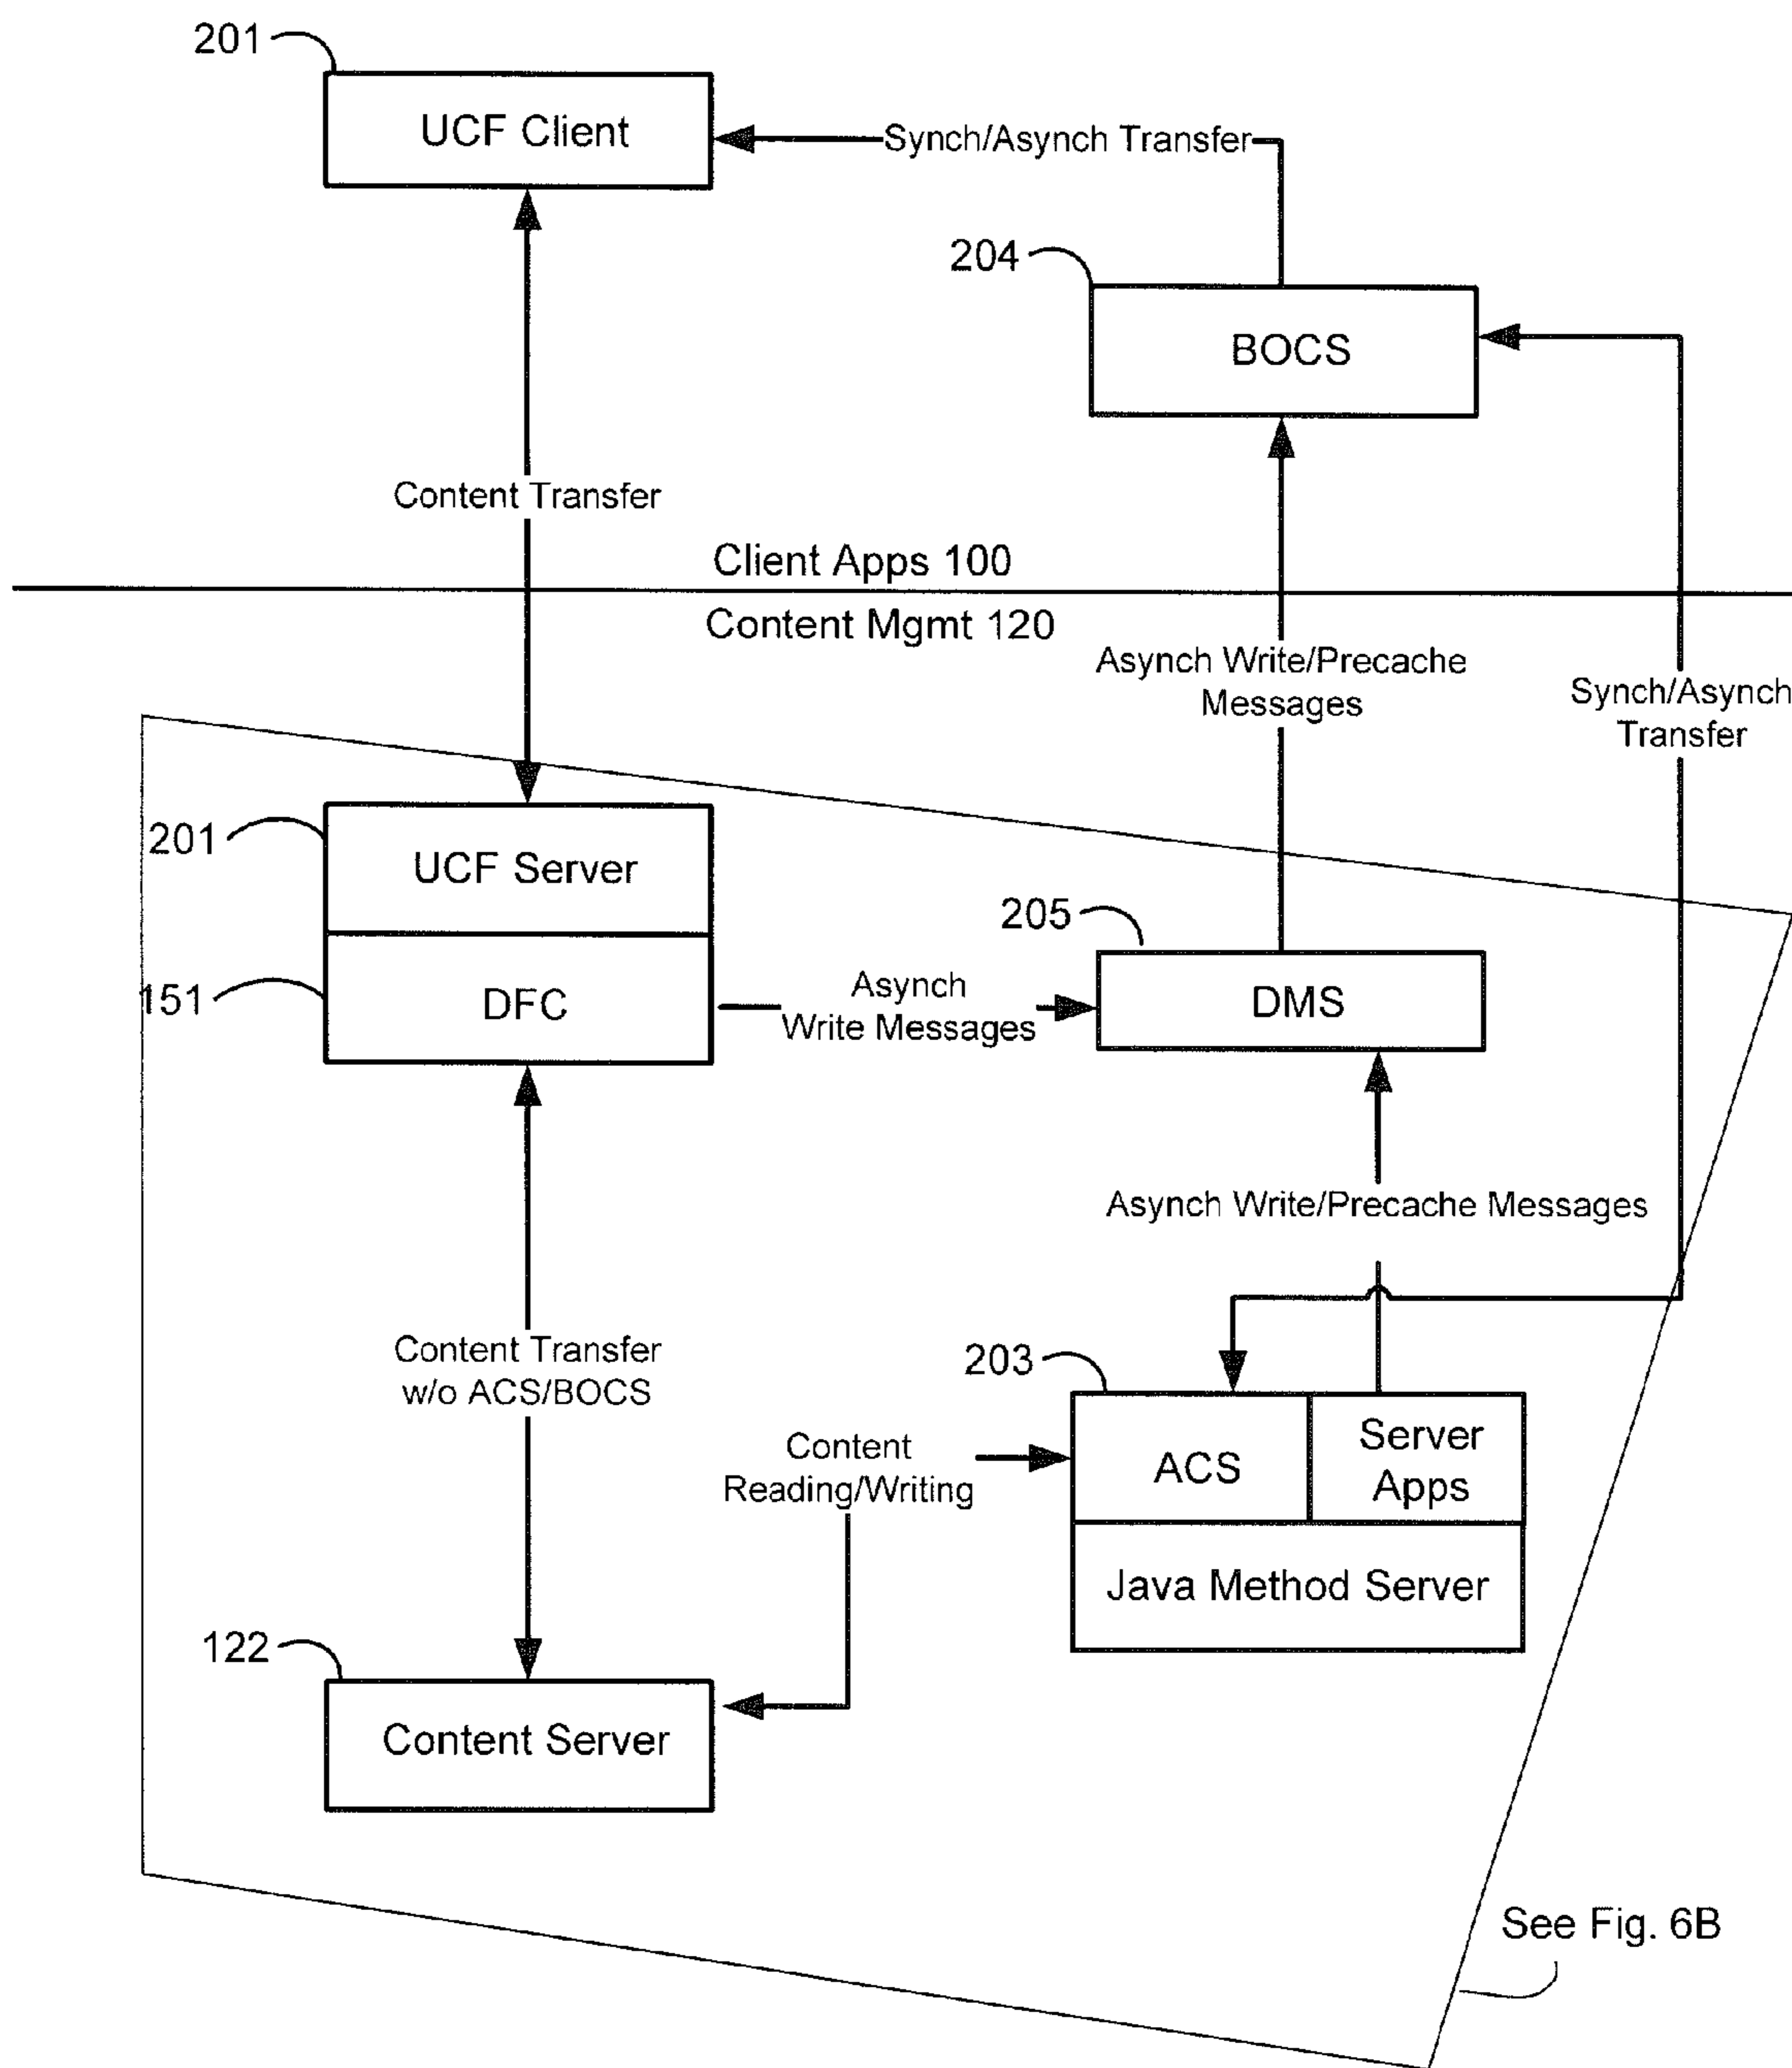 201
UCF Client
Synch/Asynch Transfer
204
BOCS
Content Transfer
Client Apps 100
Content Mgmt 120
Asynch Write/Precache
Messages
Synch/Asynch
Transfer
201
UCF Server
205
151
DFC
Asynch
Write Messages
DMS
Asynch Write/Precache Messages
Content Transfer
w/o ACS/BOCS
203
Content
Reading/Writing
ACS
Server
Apps
Java Method Server
122
Content Server
See Fig. 6B